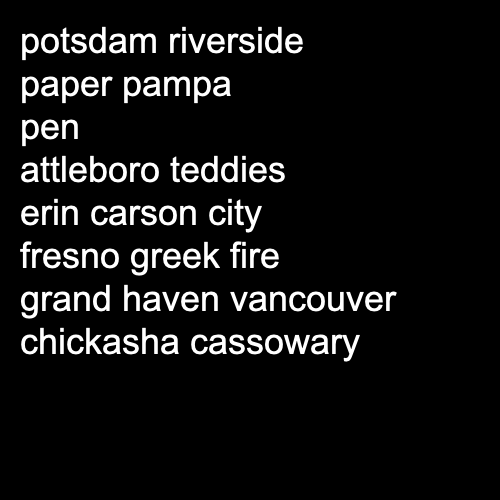 potsdam riverside
paper pampa
pen
attleboro teddies
erin carson city
fresno greek fire
grand haven vancouver
chickasha cassowary